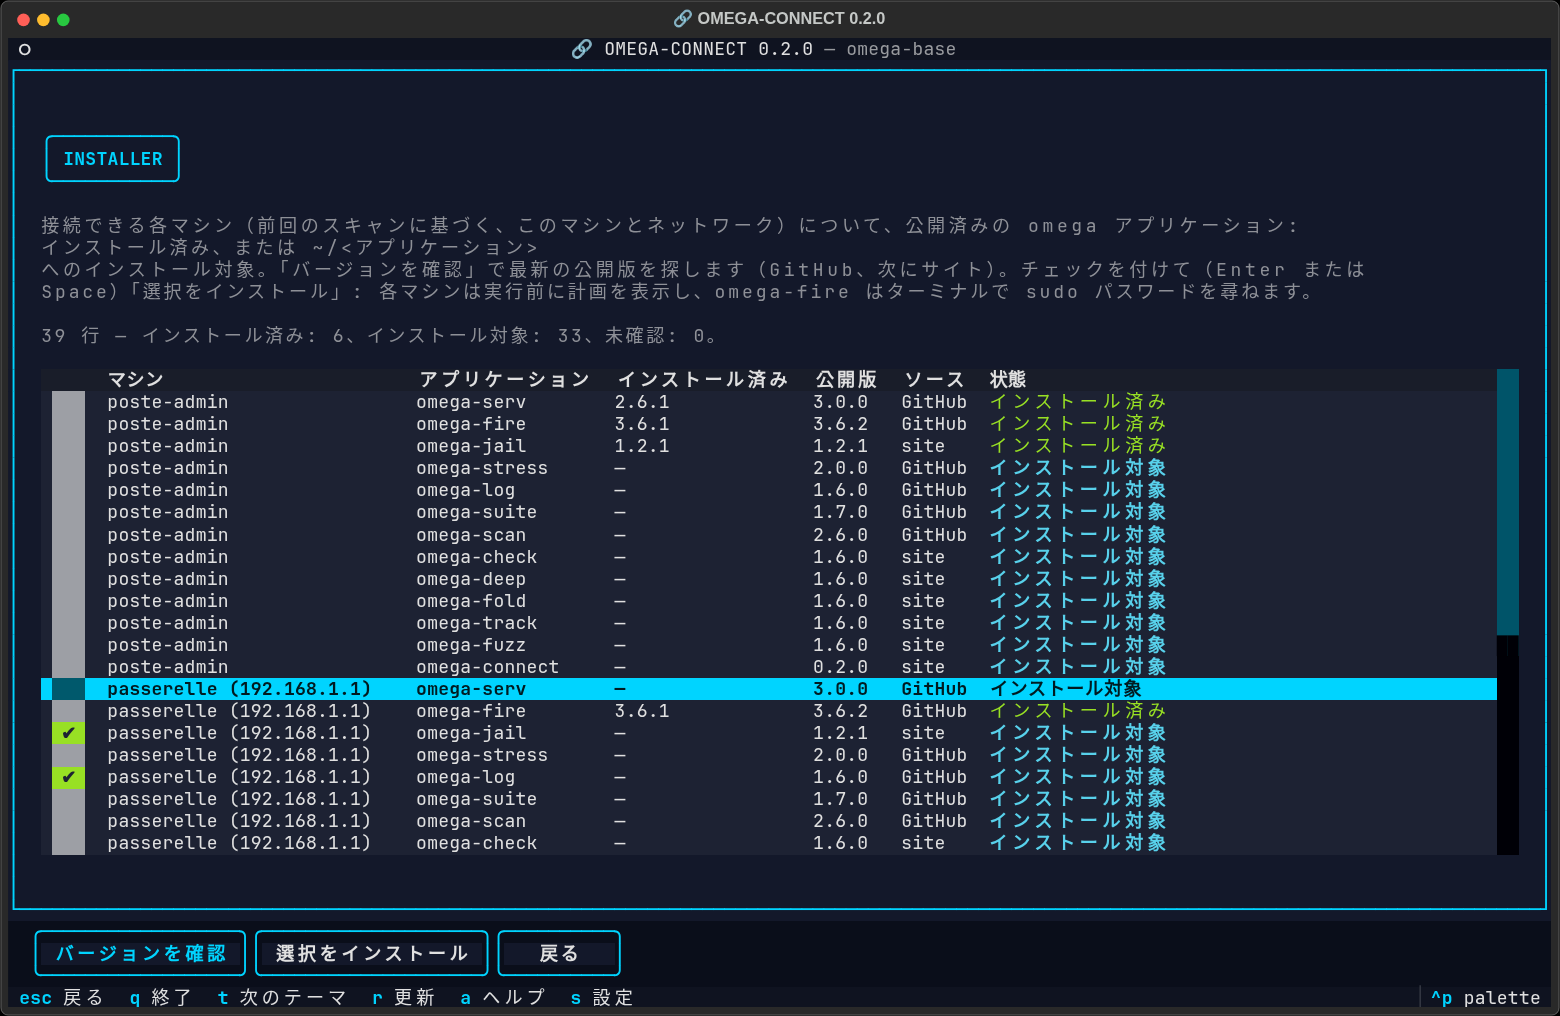 🔗 OMEGA-CONNECT 0.2.0
🔗 OMEGA-CONNECT 0.2.0 — omega-base
INSTALLER
接続できる各マシン（前回のスキャンに基づく、このマシンとネットワーク）について、公開済みの omega アプリケーション:
インストール済み、または ~/<アプリケーション>
へのインストール対象。「バージョンを確認」で最新の公開版を探します（GitHub、次にサイト）。チェックを付けて（Enter または
Space）「選択をインストール」: 各マシンは実行前に計画を表示し、omega-fire はターミナルで sudo パスワードを尋ねます。
39 行 — インストール済み: 6、インストール対象: 33、未確認: 0。
マシン アプリケーション インストール済み 公開版 ソース 状態
poste-admin omega-serv 2.6.1 3.0.0 GitHub インストール済み
poste-admin omega-fire 3.6.1 3.6.2 GitHub インストール済み
poste-admin omega-jail 1.2.1 1.2.1 site インストール済み
poste-admin omega-stress — 2.0.0 GitHub インストール対象
poste-admin omega-log — 1.6.0 GitHub インストール対象
poste-admin omega-suite — 1.7.0 GitHub インストール対象
poste-admin omega-scan — 2.6.0 GitHub インストール対象
poste-admin omega-check — 1.6.0 site インストール対象
poste-admin omega-deep — 1.6.0 site インストール対象
poste-admin omega-fold — 1.6.0 site インストール対象
poste-admin omega-track — 1.6.0 site インストール対象
poste-admin omega-fuzz — 1.6.0 site インストール対象
poste-admin omega-connect — 0.2.0 site インストール対象
passerelle (192.168.1.1) omega-serv — 3.0.0 GitHub インストール対象
passerelle (192.168.1.1) omega-fire 3.6.1 3.6.2 GitHub インストール済み
✔ passerelle (192.168.1.1) omega-jail — 1.2.1 site インストール対象
passerelle (192.168.1.1) omega-stress — 2.0.0 GitHub インストール対象
✔ passerelle (192.168.1.1) omega-log — 1.6.0 GitHub インストール対象
passerelle (192.168.1.1) omega-suite — 1.7.0 GitHub インストール対象
passerelle (192.168.1.1) omega-scan — 2.6.0 GitHub インストール対象
passerelle (192.168.1.1) omega-check — 1.6.0 site インストール対象
バージョンを確認 選択をインストール 戻る
esc 戻る q 終了 t 次のテーマ r 更新 a ヘルプ s 設定 ^p palette